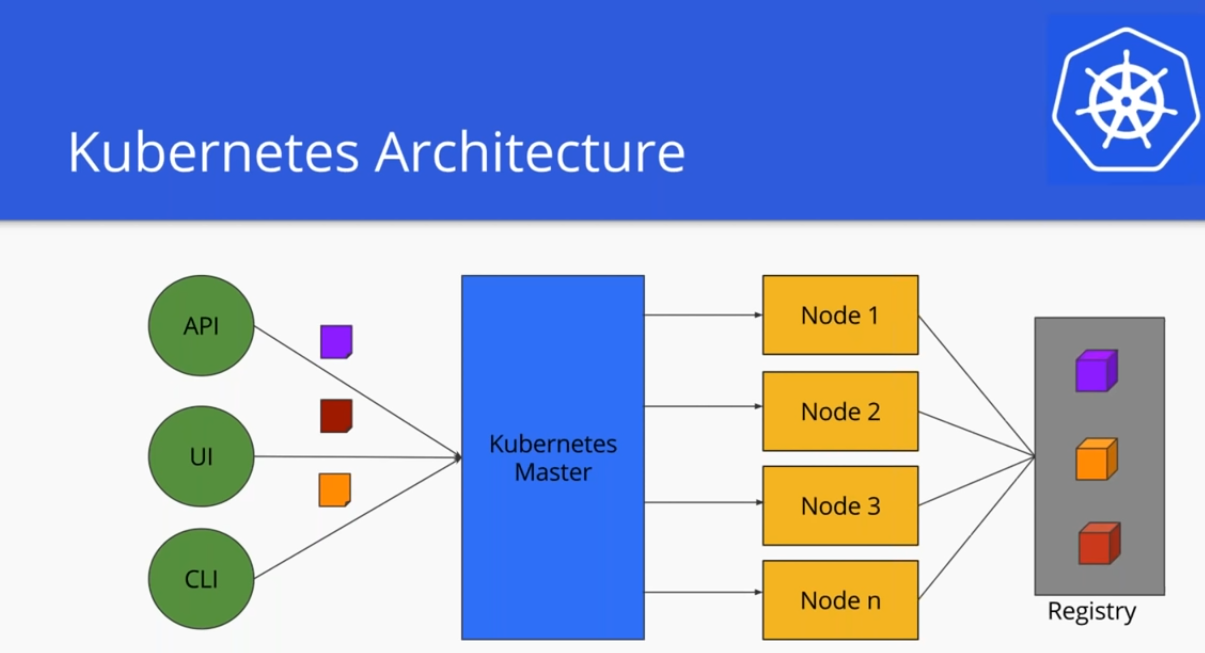 Kubernetes Architecture
API
UI
CLI
Kubernetes
Master
Node 1
Node 2
Node 3
Node n
Registry